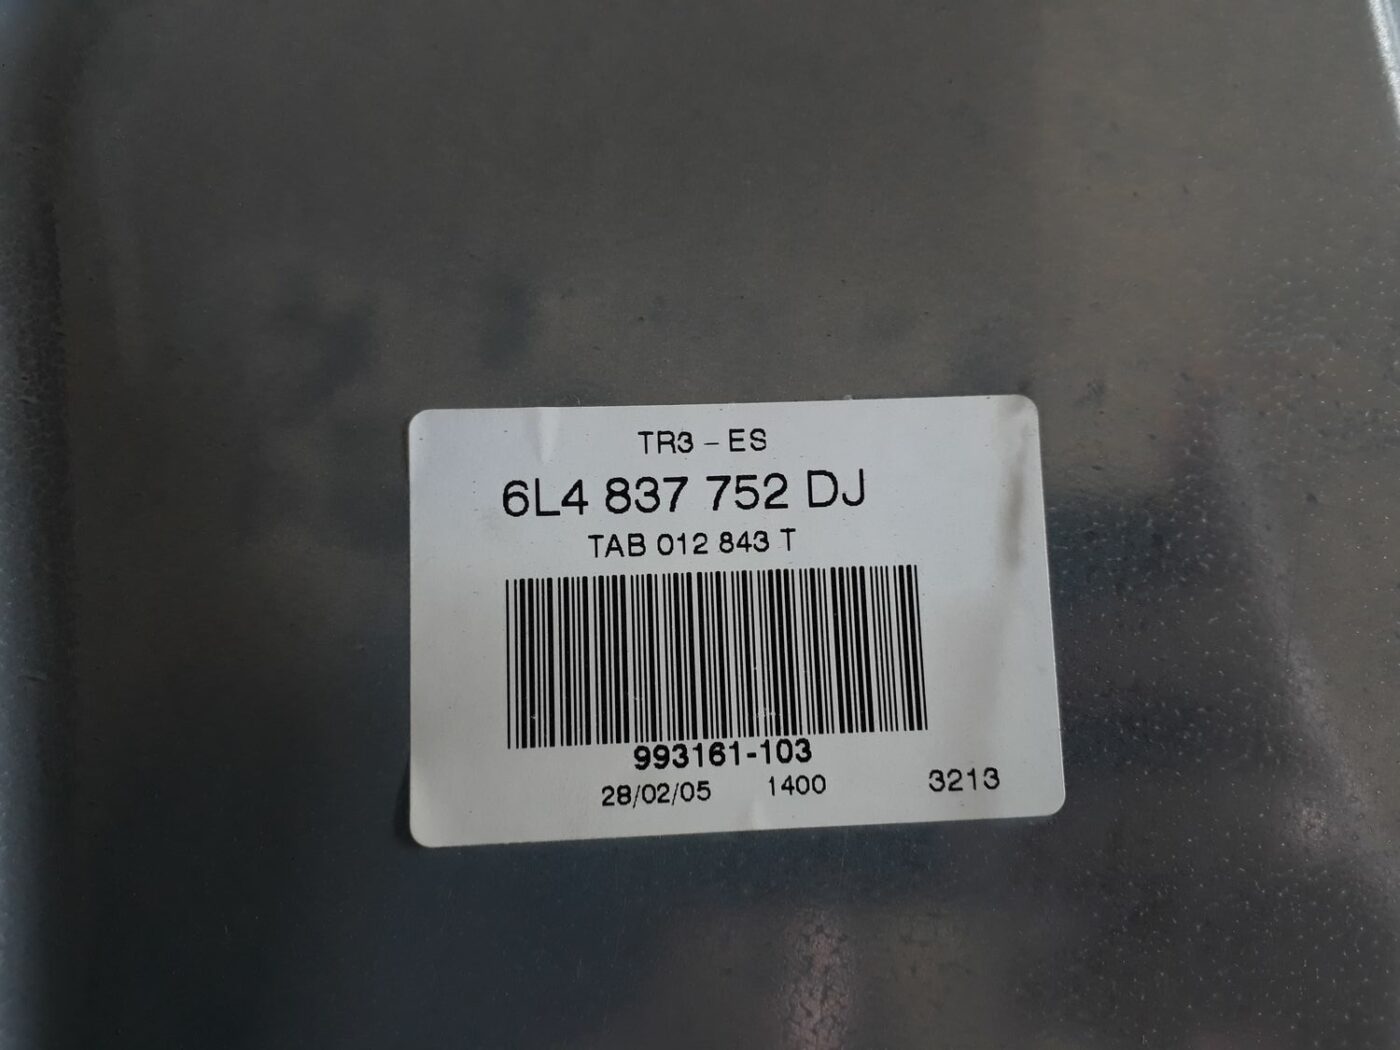 TR3 - ES
6L4 837 752 DJ
TAB 012 843 T
993161-103
28/02/05 1400 3213